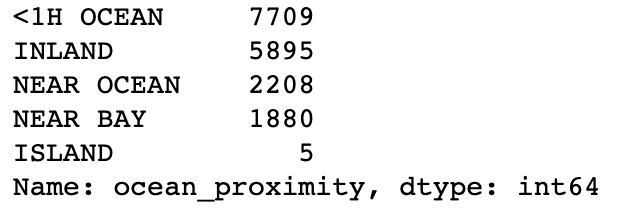 <1H OCEAN     7709
INLAND        5895
NEAR OCEAN    2208
NEAR BAY      1880
ISLAND           5
Name: ocean_proximity, dtype: int64